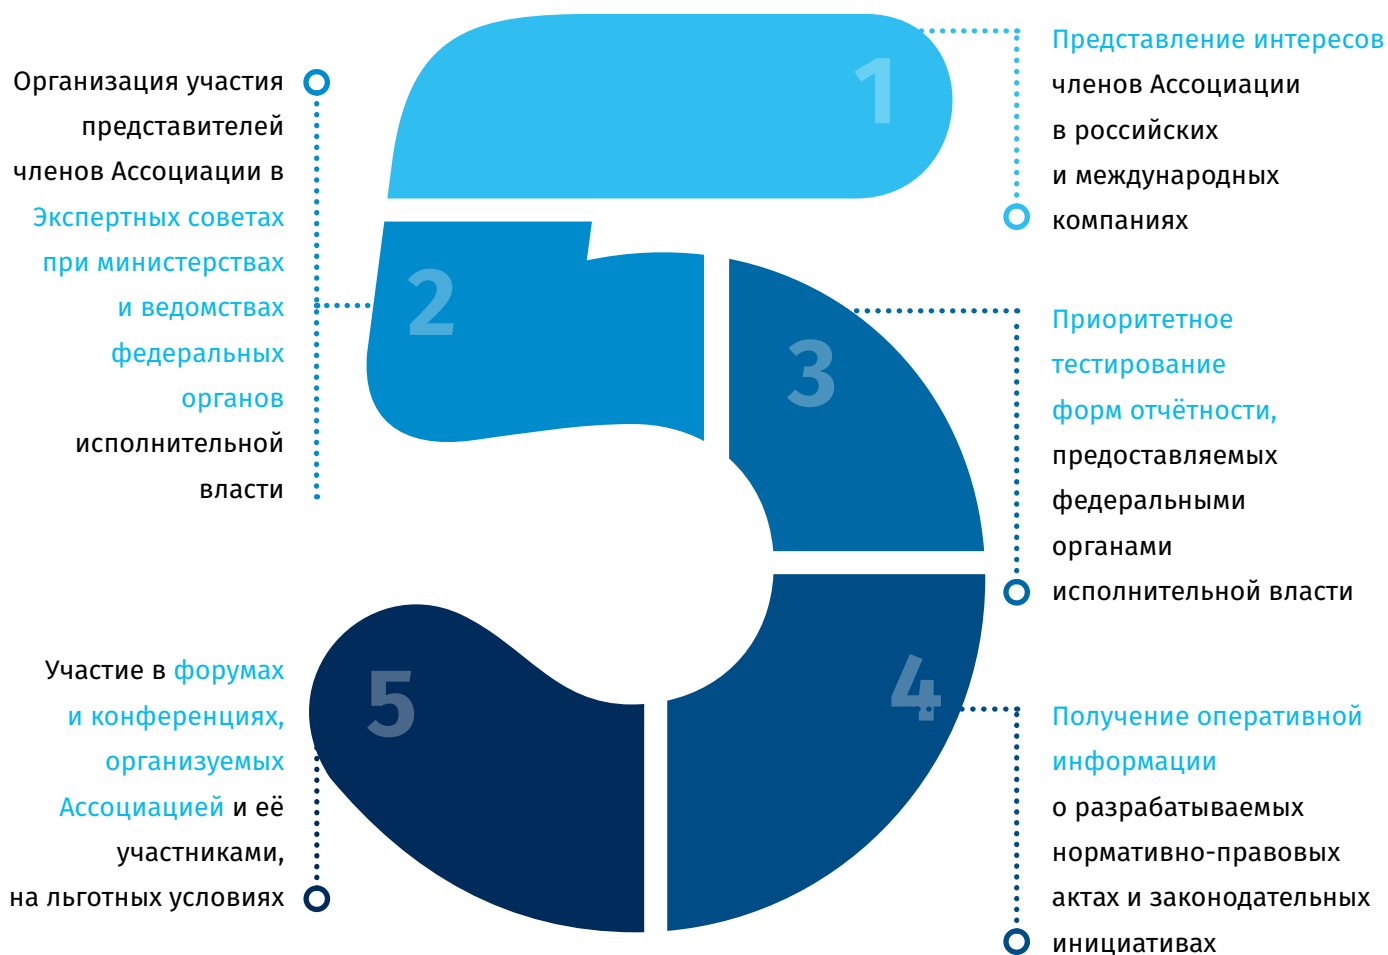 1
Представление интересов
членов Ассоциации
в российских
и международных
компаниях
2
Организация участия
представителей
членов Ассоциации в
Экспертных советах
при министерствах
и ведомствах
федеральных
органов
исполнительной
власти
3
Приоритетное
тестирование
форм отчётности,
предоставляемых
федеральными
органами
исполнительной власти
4
Получение оперативной
информации
о разрабатываемых
нормативно-правовых
актах и законодательных
инициативах
5
Участие в форумах
и конференциях,
организуемых
Ассоциацией и её
участниками,
на льготных условиях